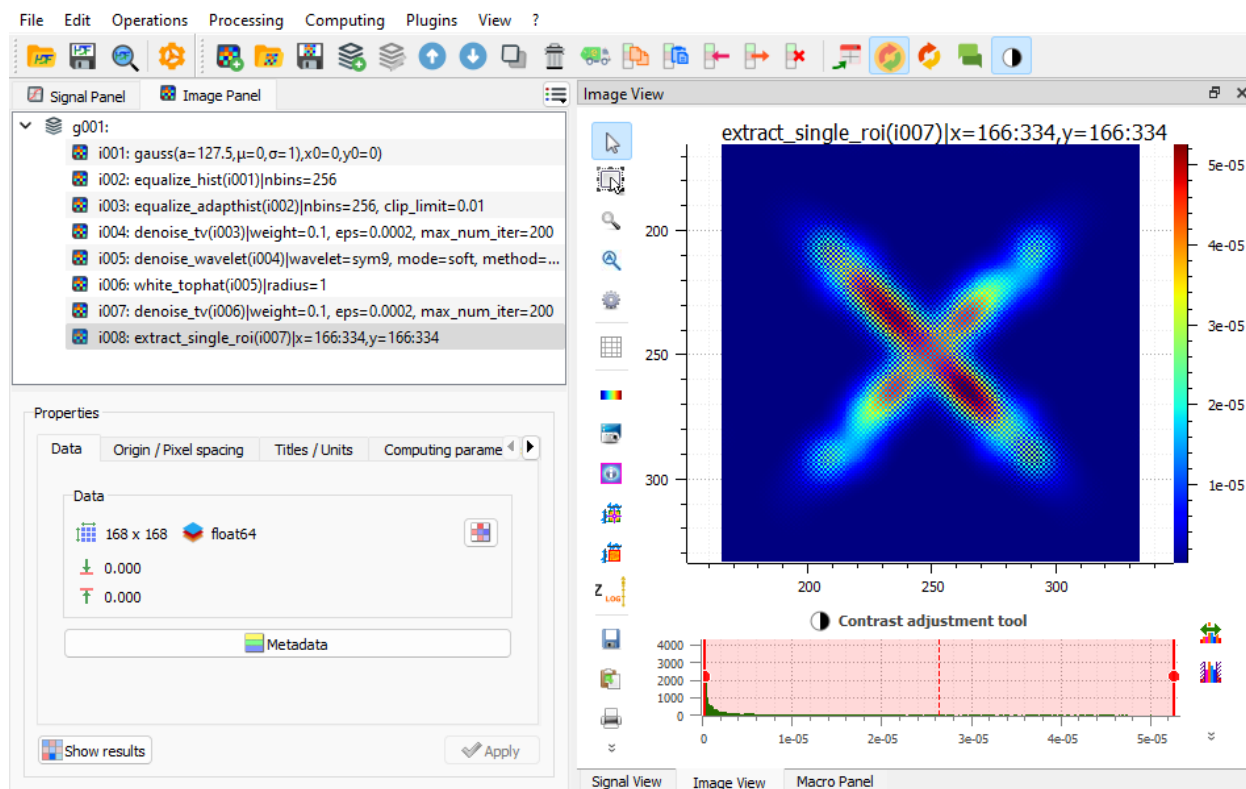 File Edit Operations Processing Computing Plugins View ?
Signal Panel Image Panel
g001:
i001: gauss(a=127.5,μ=0,σ=1),x0=0,y0=0)
i002: equalize_hist(i001)|nbins=256
i003: equalize_adapthist(i002)|nbins=256, clip_limit=0.01
i004: denoise_tv(i003)|weight=0.1, eps=0.0002, max_num_iter=200
i005: denoise_wavelet(i004)|wavelet=sym9, mode=soft, method=...
i006: white_tophat(i005)|radius=1
i007: denoise_tv(i006)|weight=0.1, eps=0.0002, max_num_iter=200
i008: extract_single_roi(i007)|x=166:334,y=166:334
Properties
Data Origin / Pixel spacing Titles / Units Computing parame
Data
168 x 168 float64
0.000
0.000
Metadata
Show results Apply
Image View
extract_single_roi(i007)|x=166:334,y=166:334
200
250
300
200 250 300
5e-05
4e-05
3e-05
2e-05
1e-05
Z LOG
Contrast adjustment tool
4000
3000
2000
1000
0
0 1e-05 2e-05 3e-05 4e-05 5e-05
Signal View Image View Macro Panel